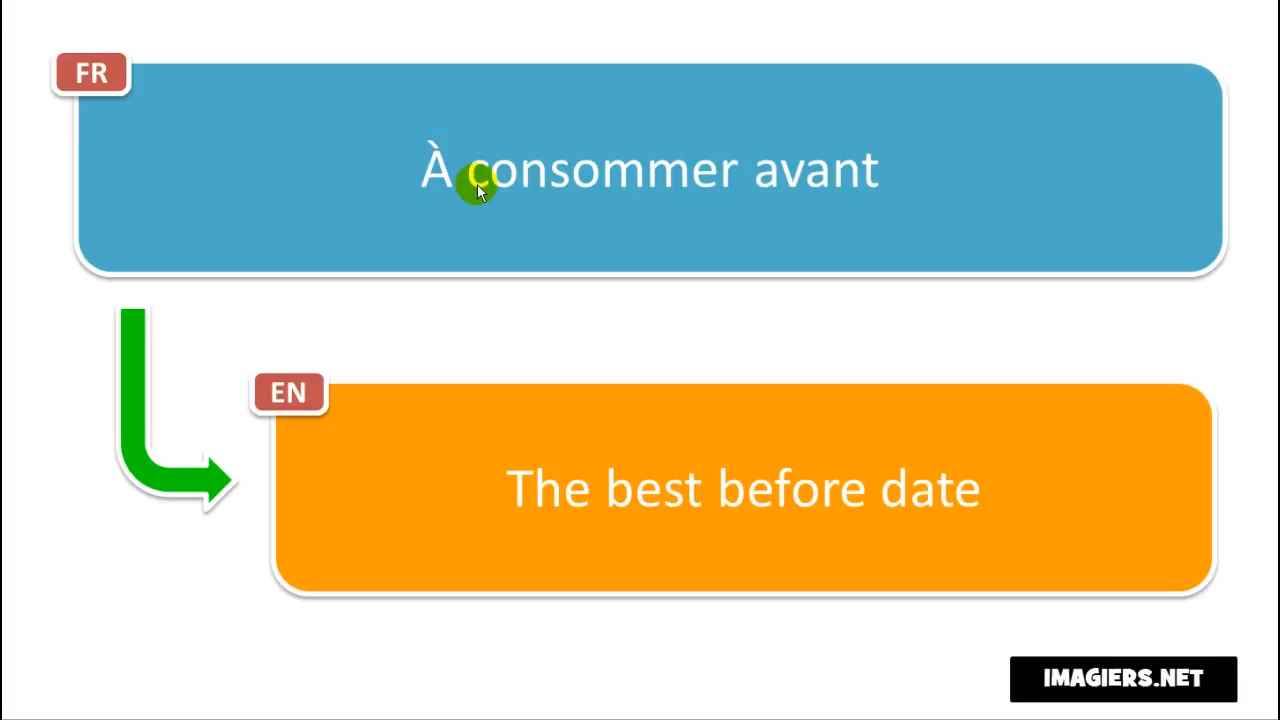 FR
À consommer avant
EN
The best before date
IMAGIERS.NET